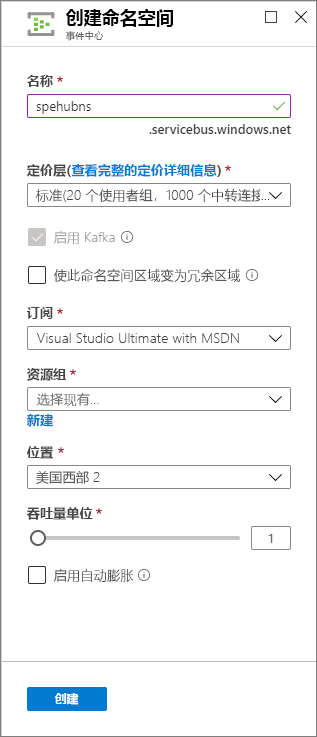 创建命名空间
事件中心
名称 *
spehubns
.servicebus.windows.net
定价层(查看完整的定价详细信息) *
标准(20 个使用者组，1000 个中转连接...
启用 Kafka
使此命名空间区域变为冗余区域
订阅 *
Visual Studio Ultimate with MSDN
资源组 *
选择现有...
新建
位置 *
美国西部 2
吞吐量单位 *
1
启用自动膨胀
创建